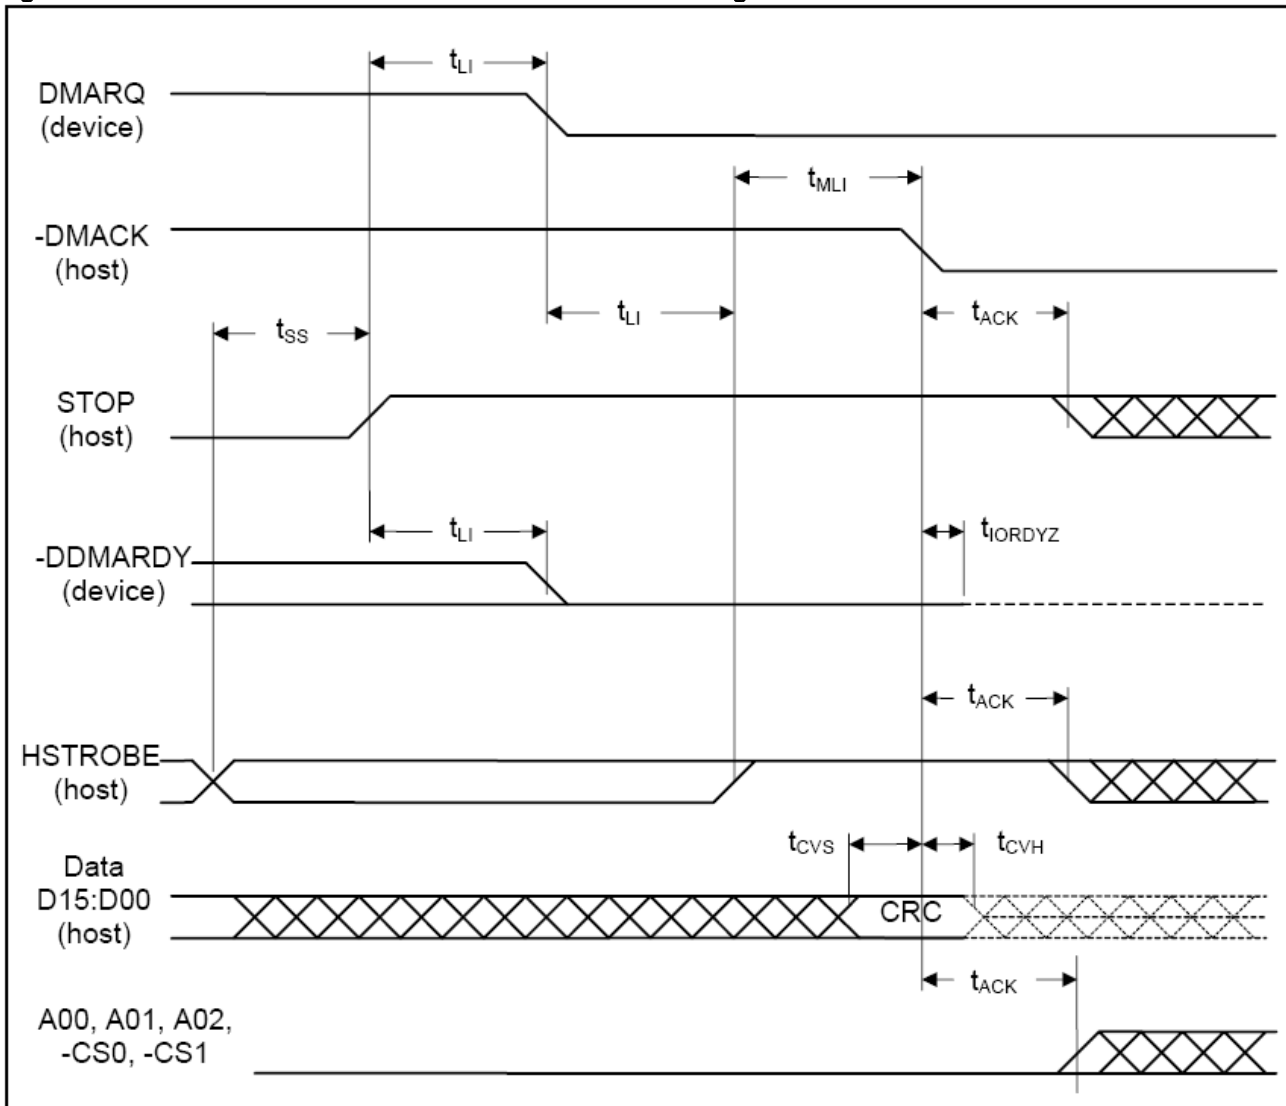 tLI
DMARQ
(device)
tMLI
-DMACK
(host)
tSS
tLI
tACK
STOP
(host)
tLI
tIORDYZ
-DDMARDY
(device)
tACK
HSTROBE
(host)
tCVS
tCVH
Data
D15:D00
(host)
CRC
tACK
A00, A01, A02,
-CS0, -CS1